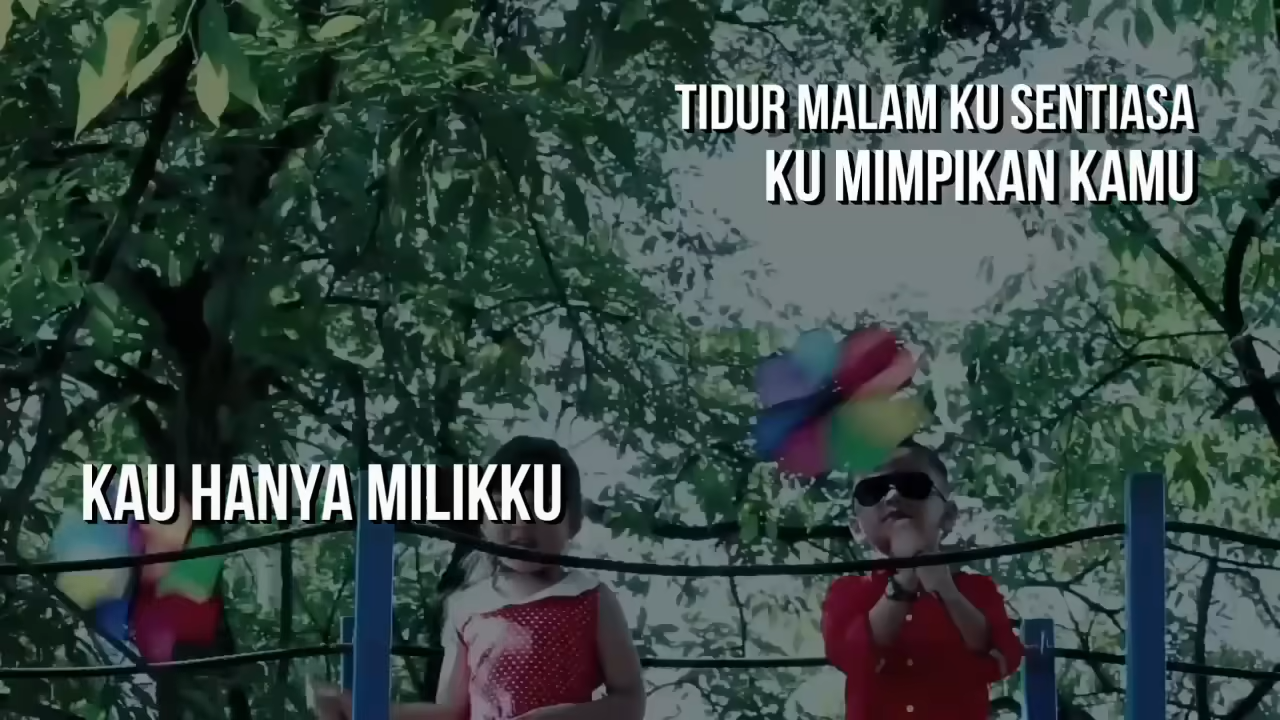 TIDUR MALAM KU SENTIASA
KU MIMPIKAN KAMU
KAU HANYA MILIKKU